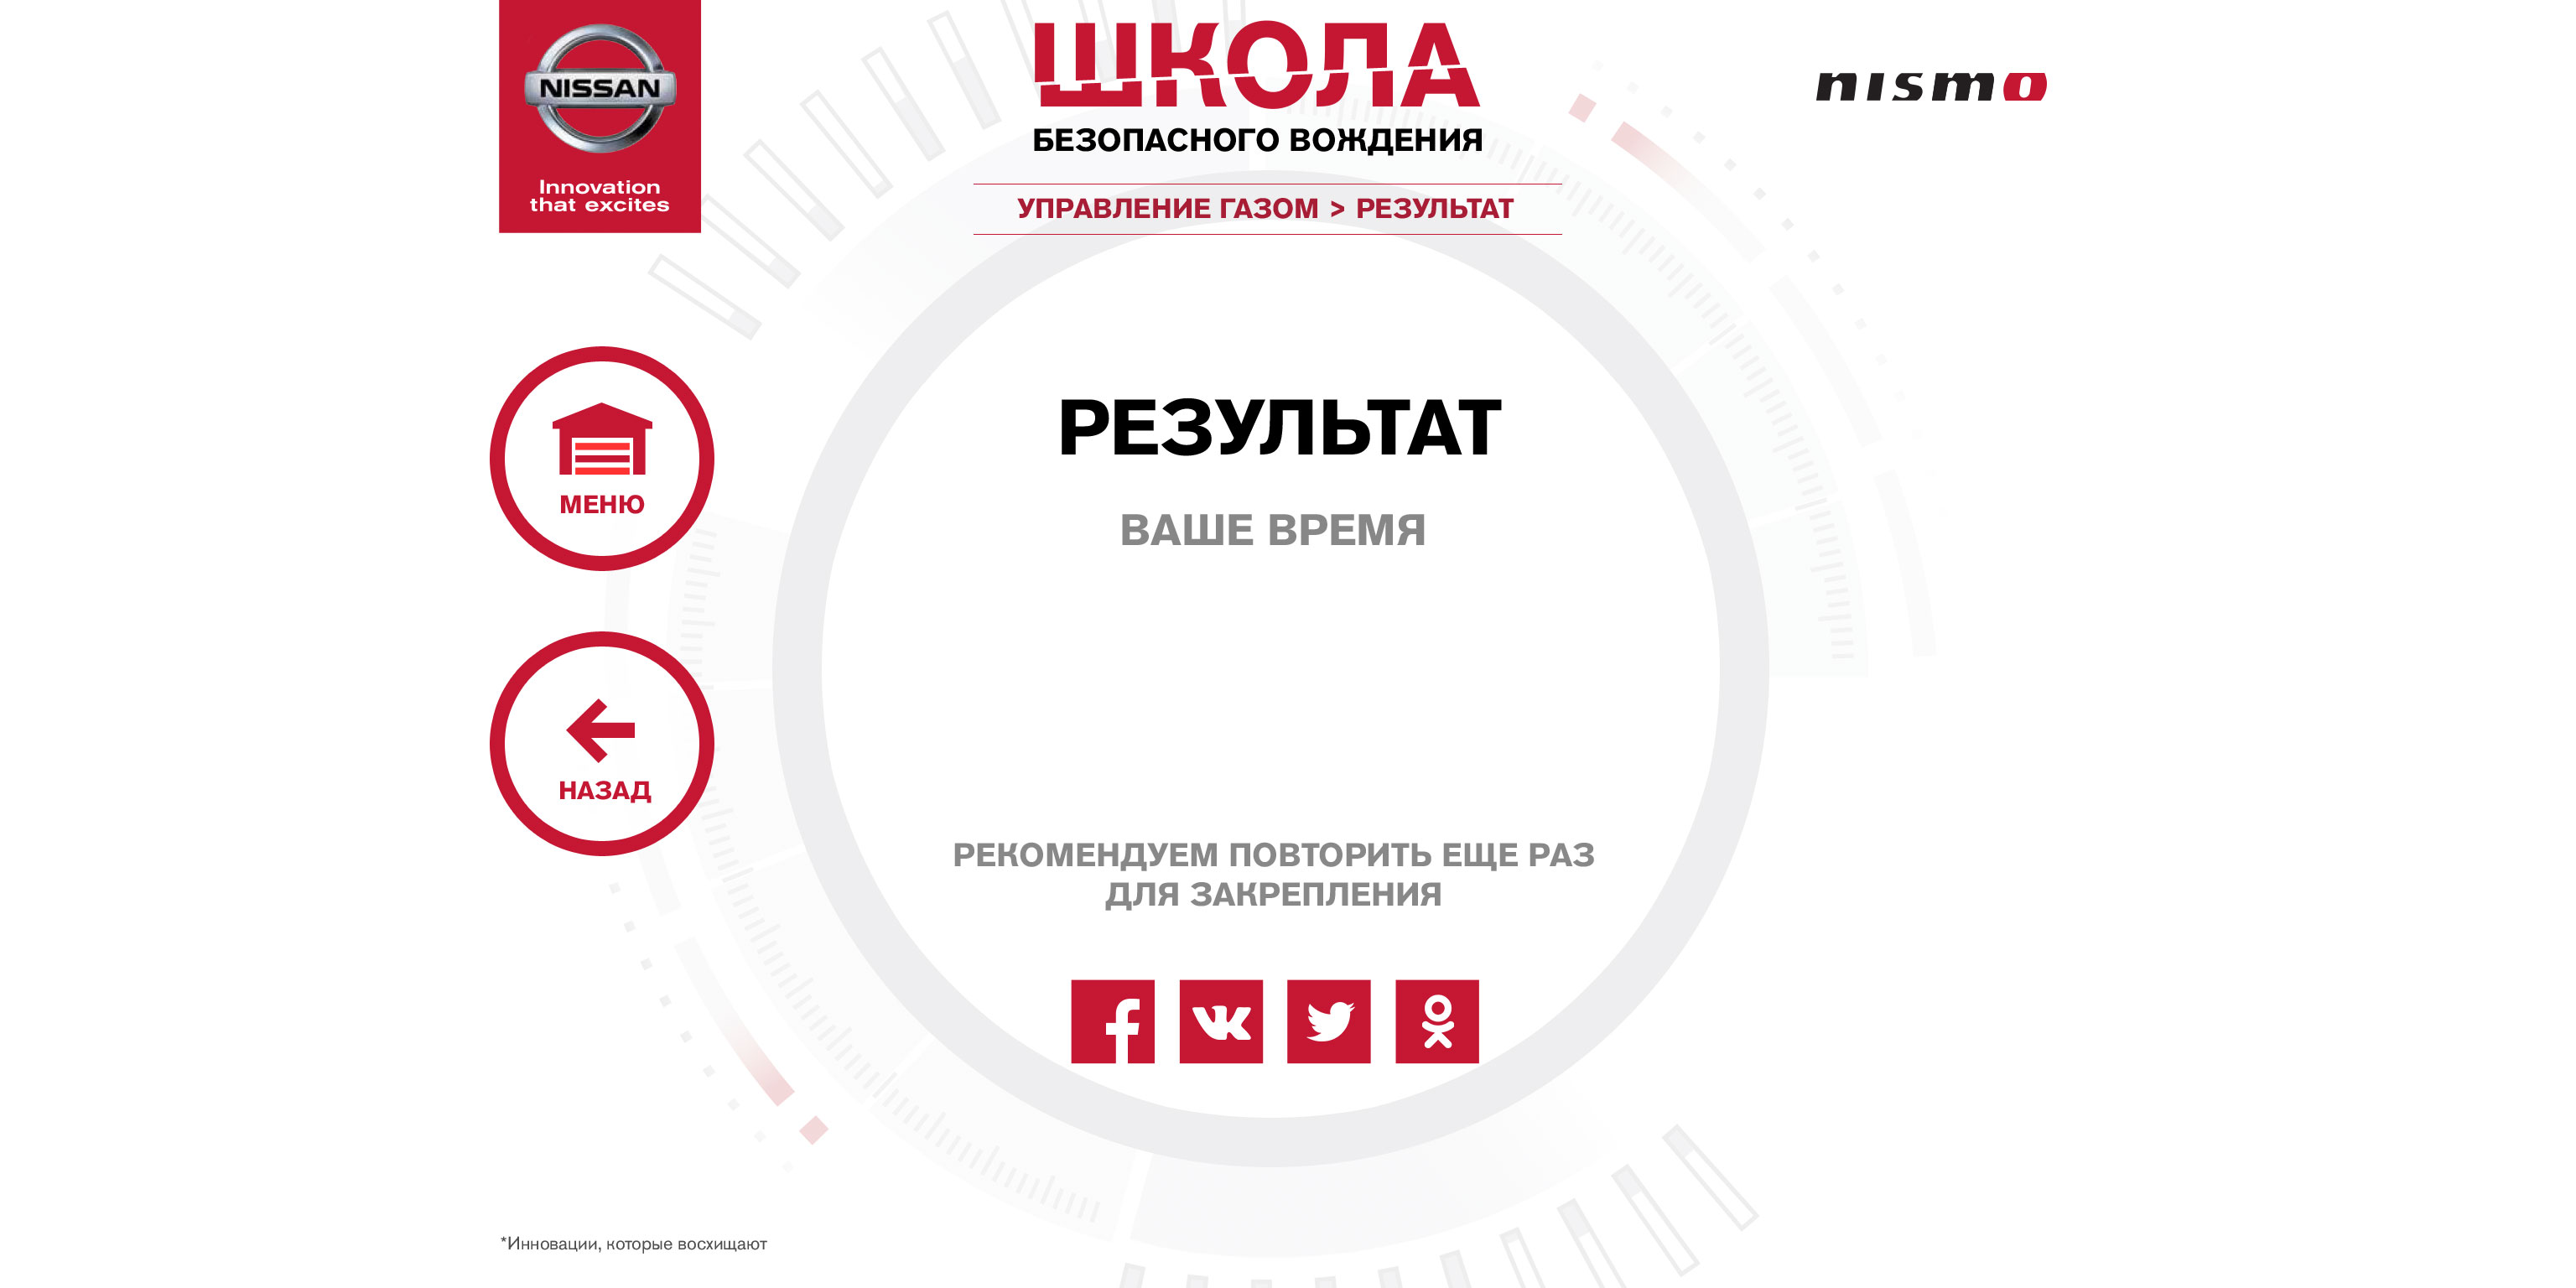 NISSAN
Innovation
that excites
ШКОЛА
БЕЗОПАСНОГО ВОЖДЕНИЯ
nismo
УПРАВЛЕНИЕ ГАЗОМ > РЕЗУЛЬТАТ
МЕНЮ
НАЗАД
РЕЗУЛЬТАТ
ВАШЕ ВРЕМЯ
РЕКОМЕНДУЕМ ПОВТОРИТЬ ЕЩЕ РАЗ
ДЛЯ ЗАКРЕПЛЕНИЯ
*Инновации, которые восхищают